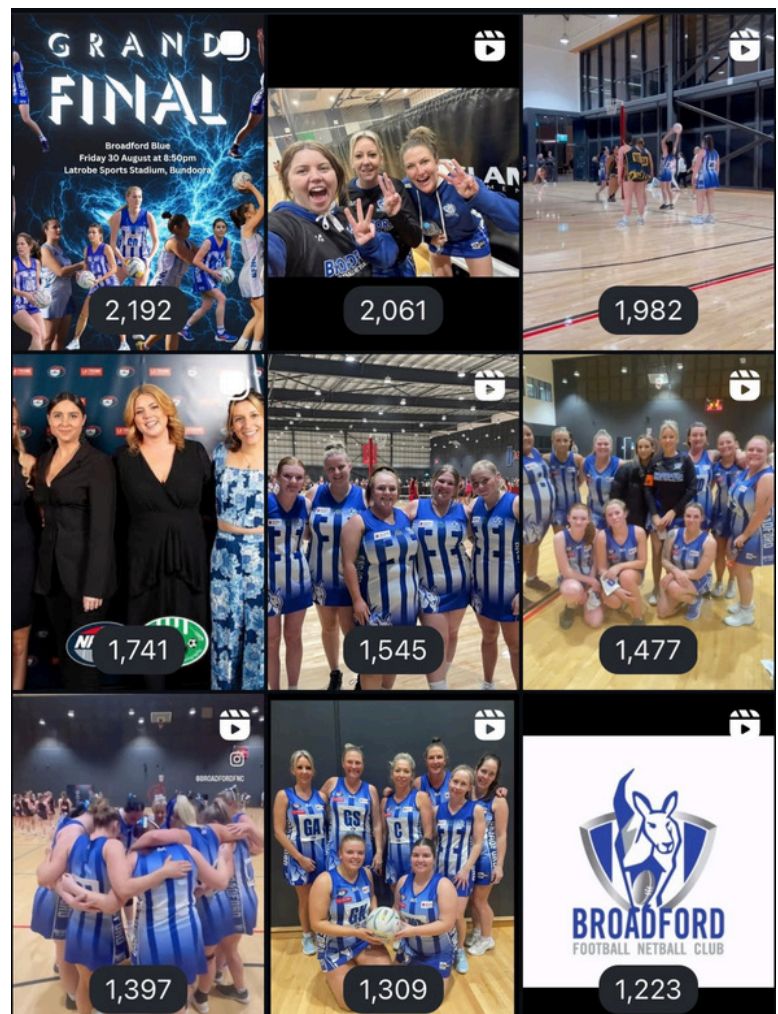 GRAND
FINAL
Broadford Blue
Friday 30 August at 8:50pm
Latrobe Sports Stadium, Bundoora
2,192
2,061
1,982
1,741
1,545
1,477
@BROADFORDFNC
GA
GS
C
GK
1,397
1,309
BROADFORD
FOOTBALL NETBALL CLUB
1,223